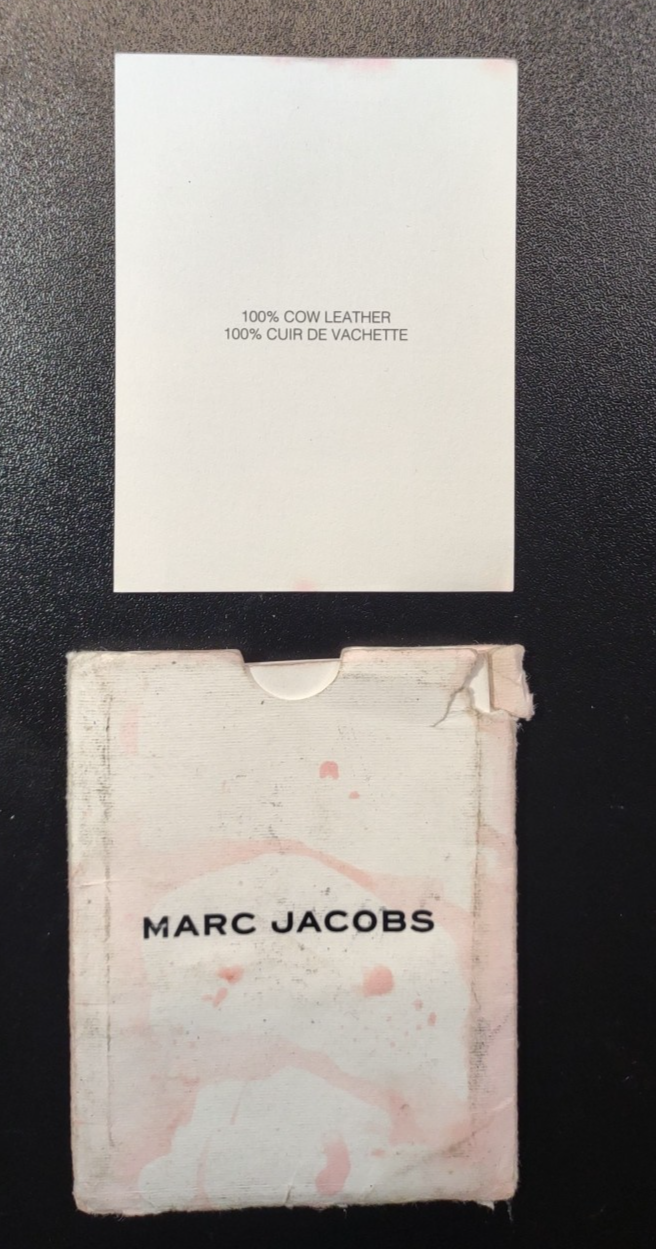 100% COW LEATHER
100% CUIR DE VACHETTE
MARC JACOBS